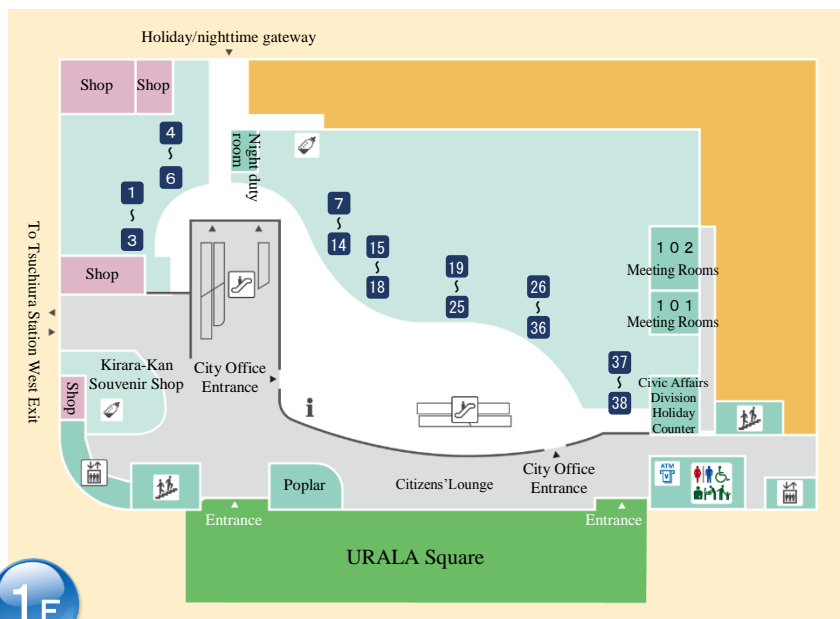 Holiday/nighttime gateway
Shop
Shop
4
~
6
Night duty
room
1
~
3
7
~
14
15
~
18
19
~
25
26
~
36
37
~
38
102
Meeting Rooms
101
Meeting Rooms
To Tsuchiura Station West Exit
Shop
Kirara-Kan
Souvenir Shop
Shop
City Office
Entrance
i
Civic Affairs
Division
Holiday
Counter
City Office
Entrance
Citizens'Lounge
Poplar
ATM
¥
Entrance
Entrance
URALA Square
1F